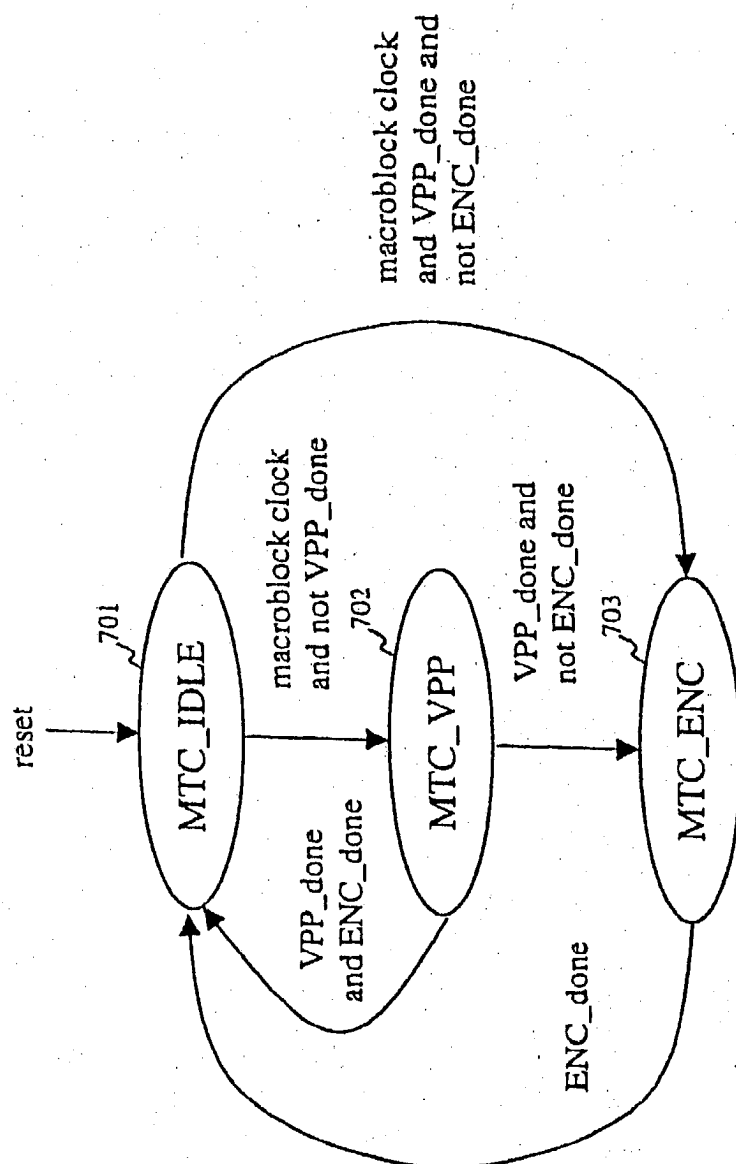 reset
701
MTC_IDLE
macroblock clock
and VPP_done and
not ENC_done
macroblock clock
and not VPP_done
VPP_done
and ENC_done
702
MTC_VPP
VPP_done and
not ENC_done
703
MTC_ENC
ENC_done